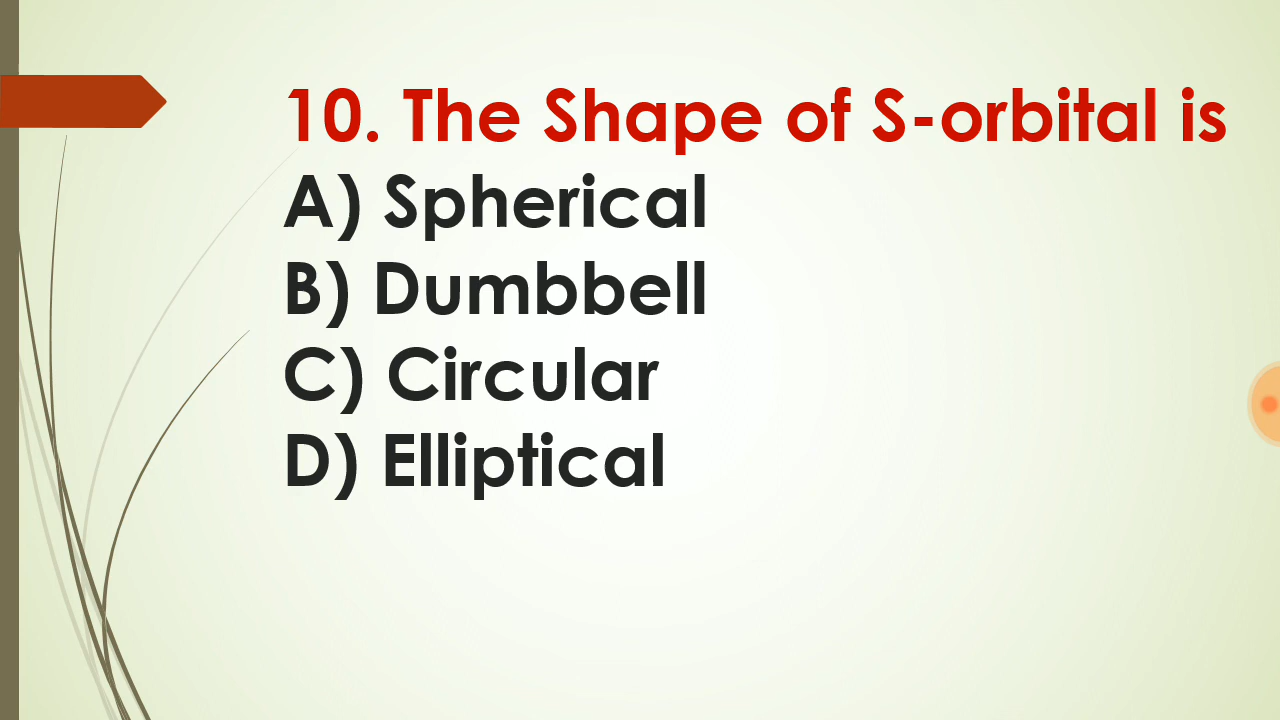 10. The Shape of S-orbital is
A) Spherical
B) Dumbbell
C) Circular
D) Elliptical